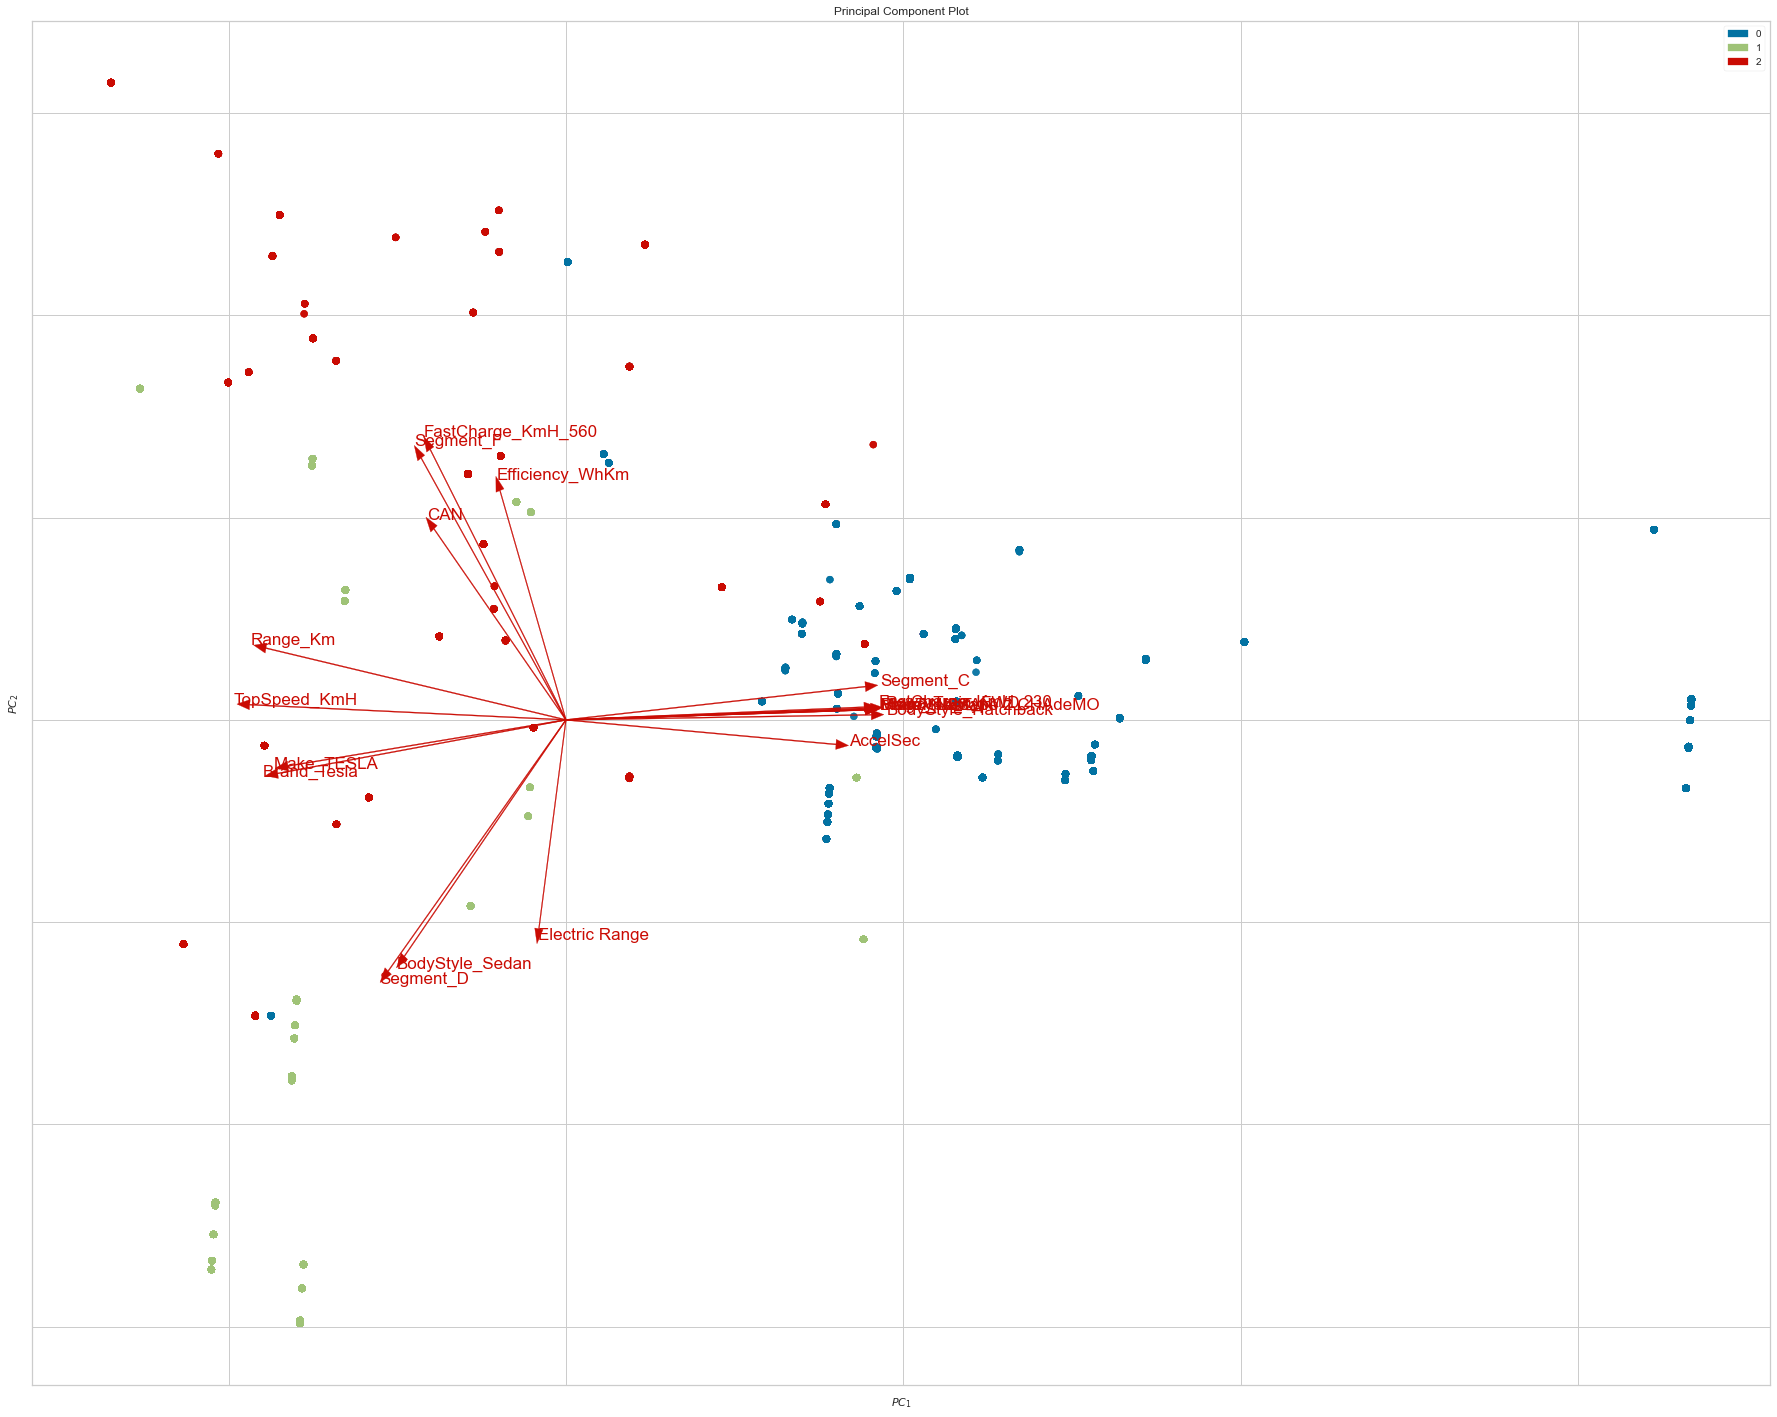 Principal Component Plot
0
1
2
FastCharge_KmH_560
Segment_F
Efficiency_WhKm
CAN
Range_Km
Segment_C
TopSpeed_KmH
BodyStyle_Hatchback
AccelSec
Make_TESLA
Brand_Tesla
Electric Range
BodyStyle_Sedan
Segment_D
PC2
PC1